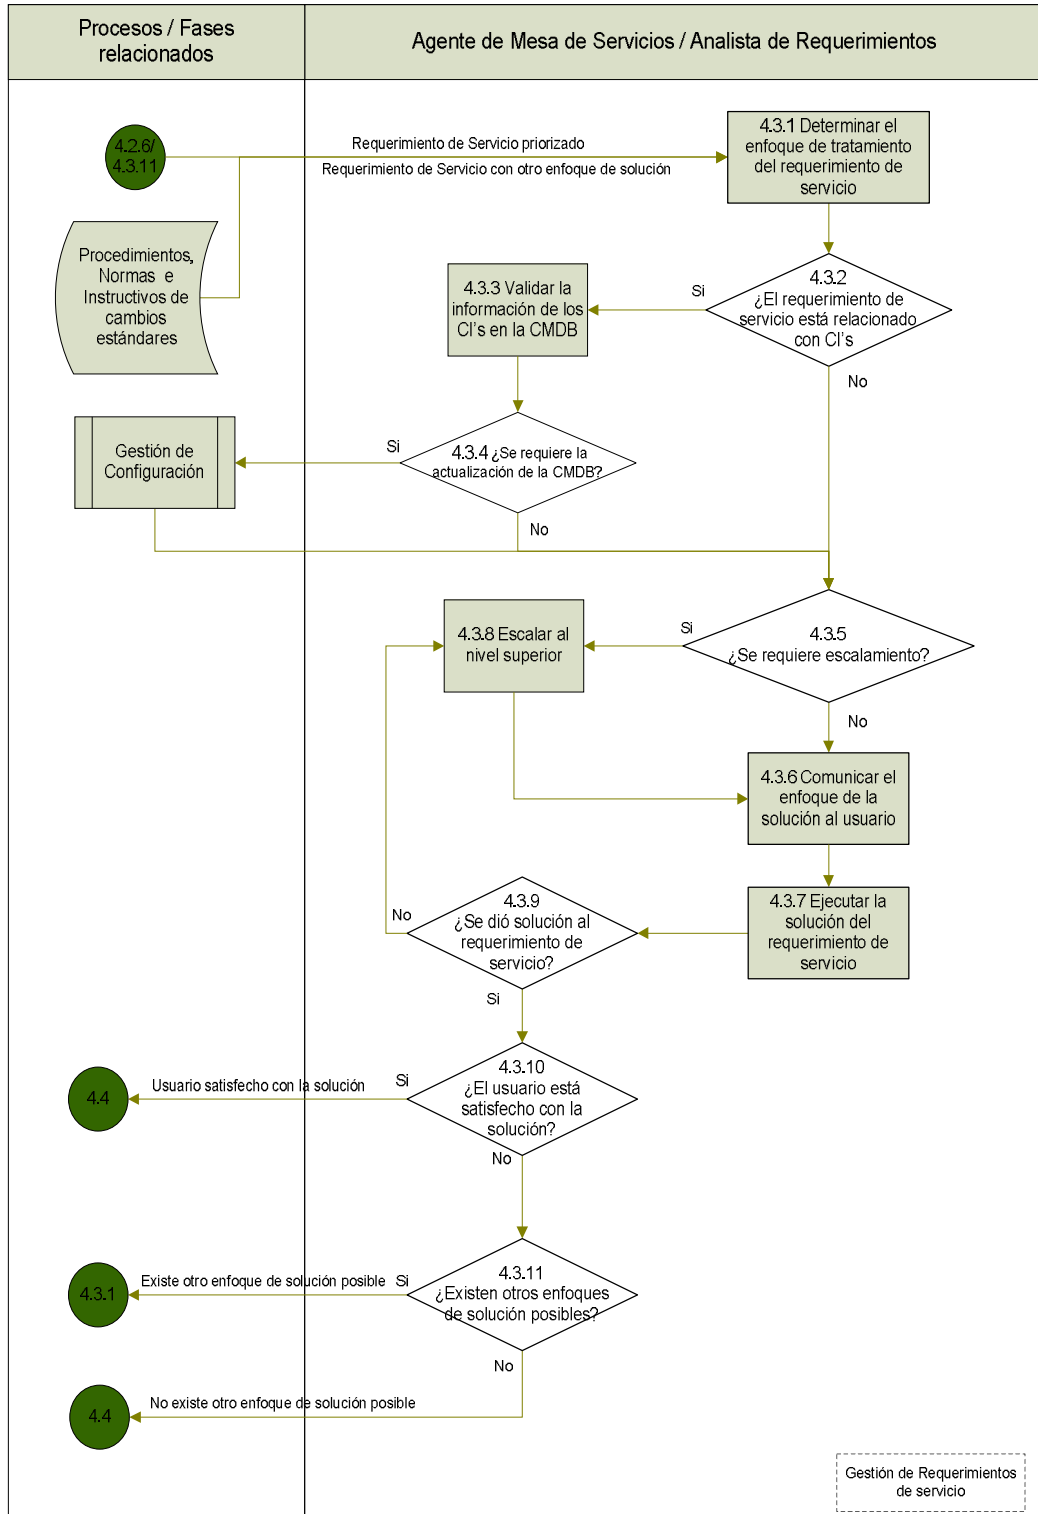 Procesos / Fases
relacionados
Agente de Mesa de Servicios / Analista de Requerimientos
4.2.6/
4.3.11
Requerimiento de Servicio priorizado
Requerimiento de Servicio con otro enfoque de solución
4.3.1 Determinar el
enfoque de tratamiento
del requerimiento de
servicio
Procedimientos,
Normas e
Instructivos de
cambios
estándares
4.3.3 Validar la
información de los
CI's en la CMDB
Si
4.3.2
¿El requerimiento de
servicio está relacionado
con CI's
No
Gestión de
Configuración
Si
4.3.4 ¿Se requiere la
actualización de la CMDB?
No
4.3.8 Escalar al
nivel superior
Si
4.3.5
¿Se requiere escalamiento?
No
4.3.6 Comunicar el
enfoque de la
solución al usuario
4.3.7 Ejecutar la
solución del
requerimiento de
servicio
No
4.3.9
¿Se dió solución al
requerimiento de
servicio?
Si
4.4
Usuario satisfecho con la solución
Si
4.3.10
¿El usuario está
satisfecho con la
solución?
No
4.3.1
Existe otro enfoque de solución posible
Si
4.3.11
¿Existen otros enfoques
de solución posibles?
No
4.4
No existe otro enfoque de solución posible
Gestión de Requerimientos
de servicio